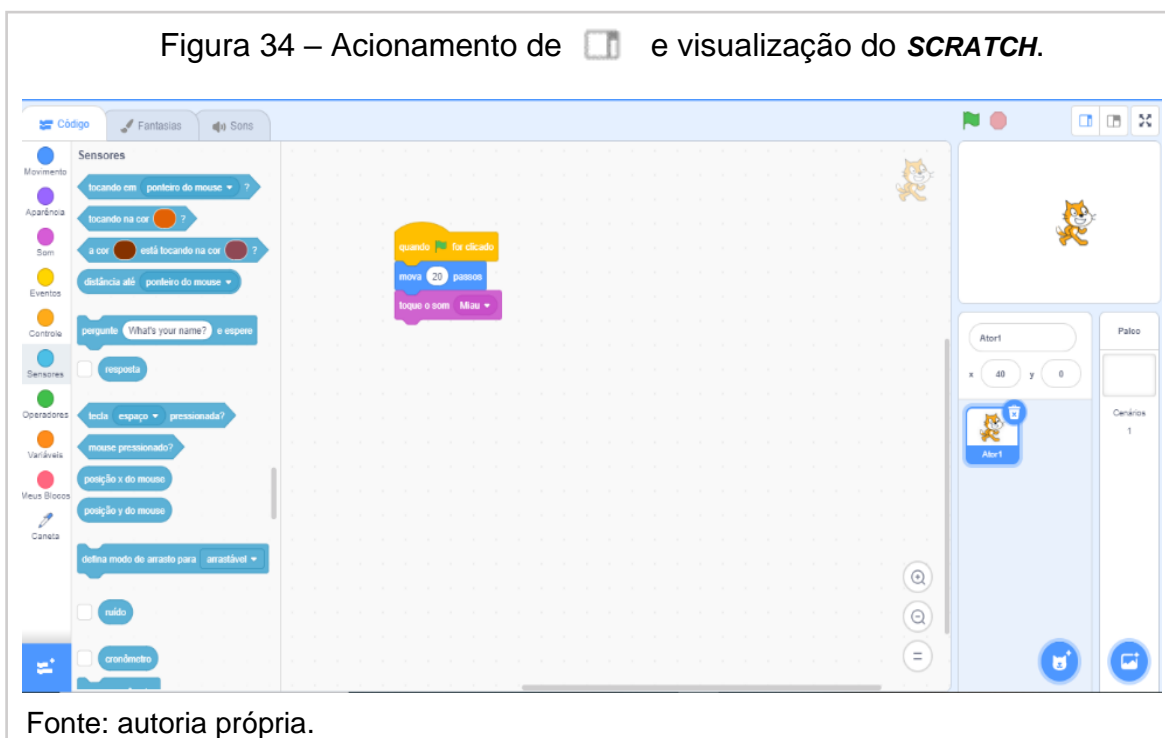 Figura 34 – Acionamento de e visualização do SCRATCH.
Código Fantasias Sons
Movimento
Aparência
Som
Eventos
Controle
Sensores
Operadores
Variáveis
Meus Blocos
Caneta
Sensores
tocando em ponteiro do mouse ?
tocando na cor ?
a cor está tocando na cor ?
distância até ponteiro do mouse
pergunte What's your name? e espere
resposta
tecla espaço pressionada?
mouse pressionado?
posição x do mouse
posição y do mouse
defina modo de arrasto para arrastável
ruído
cronômetro
quando for clicado
mova 20 passos
toque o som Miau
Ator1
x 40 y 0
Ator1
Palco
Cenários
1
Fonte: autoria própria.